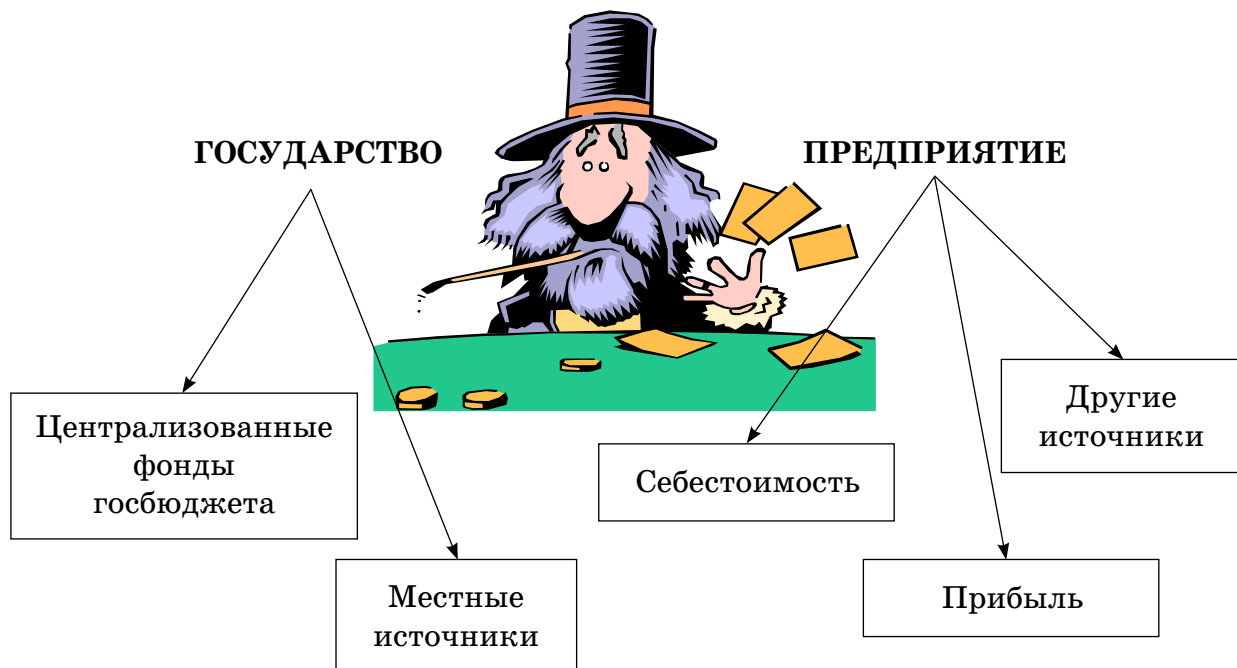 ГОСУДАРСТВО
ПРЕДПРИЯТИЕ
Централизованные
фонды
госбюджета
Местные
источники
Себестоимость
Прибыль
Другие
источники